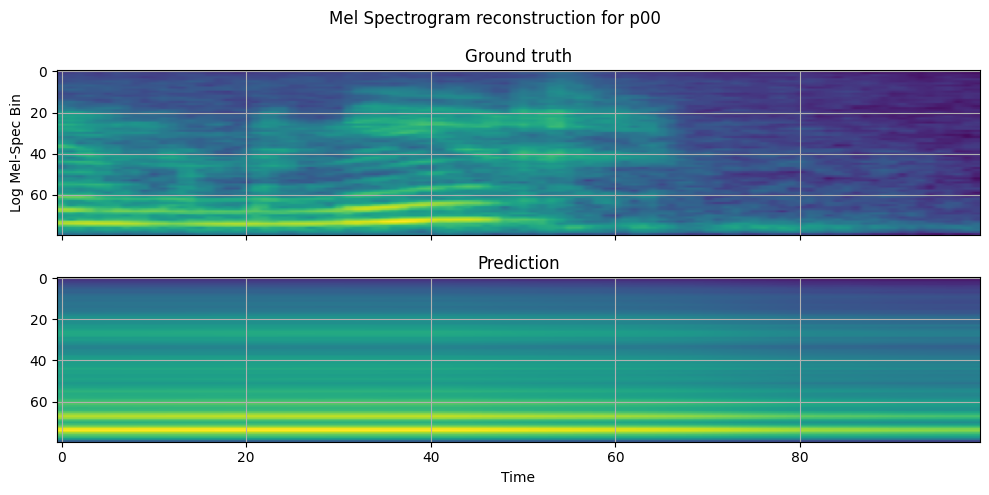 Mel Spectrogram reconstruction for p00
Ground truth
Log Mel-Spec Bin
0
20
40
60
Prediction
0
20
40
60
0 20 40 60 80
Time